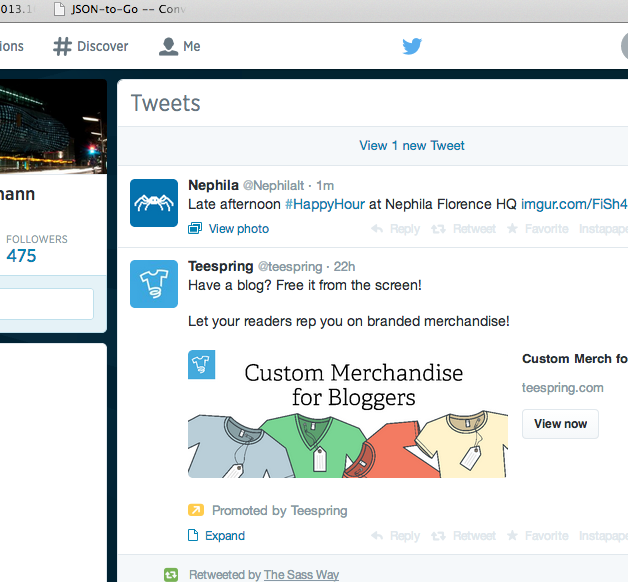 013.1
JSON-to-Go -- Conv
ions
Discover
Me
Tweets
View 1 new Tweet
mann
FOLLOWERS
475
Nephila @NephilaIt · 1m
Late afternoon #HappyHour at Nephila Florence HQ imgur.com/FiSh4
View photo
Reply Retweet Favorite Instapape
Teespring @teespring · 22h
Have a blog? Free it from the screen!
Let your readers rep you on branded merchandise!
Custom Merchandise
for Bloggers
Custom Merch fo
teespring.com
View now
Promoted by Teespring
Expand
Reply Retweet Favorite Instapape
Retweeted by The Sass Way